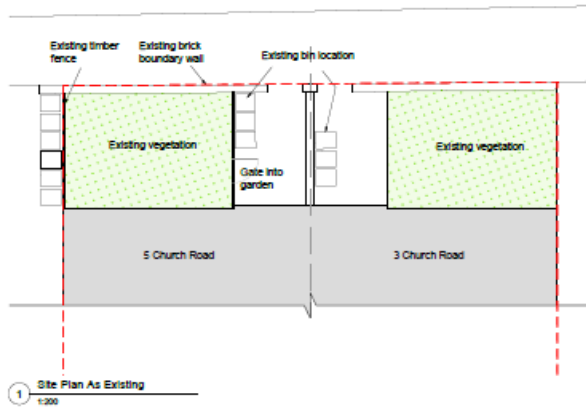 Existing timber
fence
Existing brick
boundary wall
Existing bin location
Existing vegetation
Gate into
garden
Existing vegetation
5 Church Road
3 Church Road
1
Site Plan As Existing
1:200